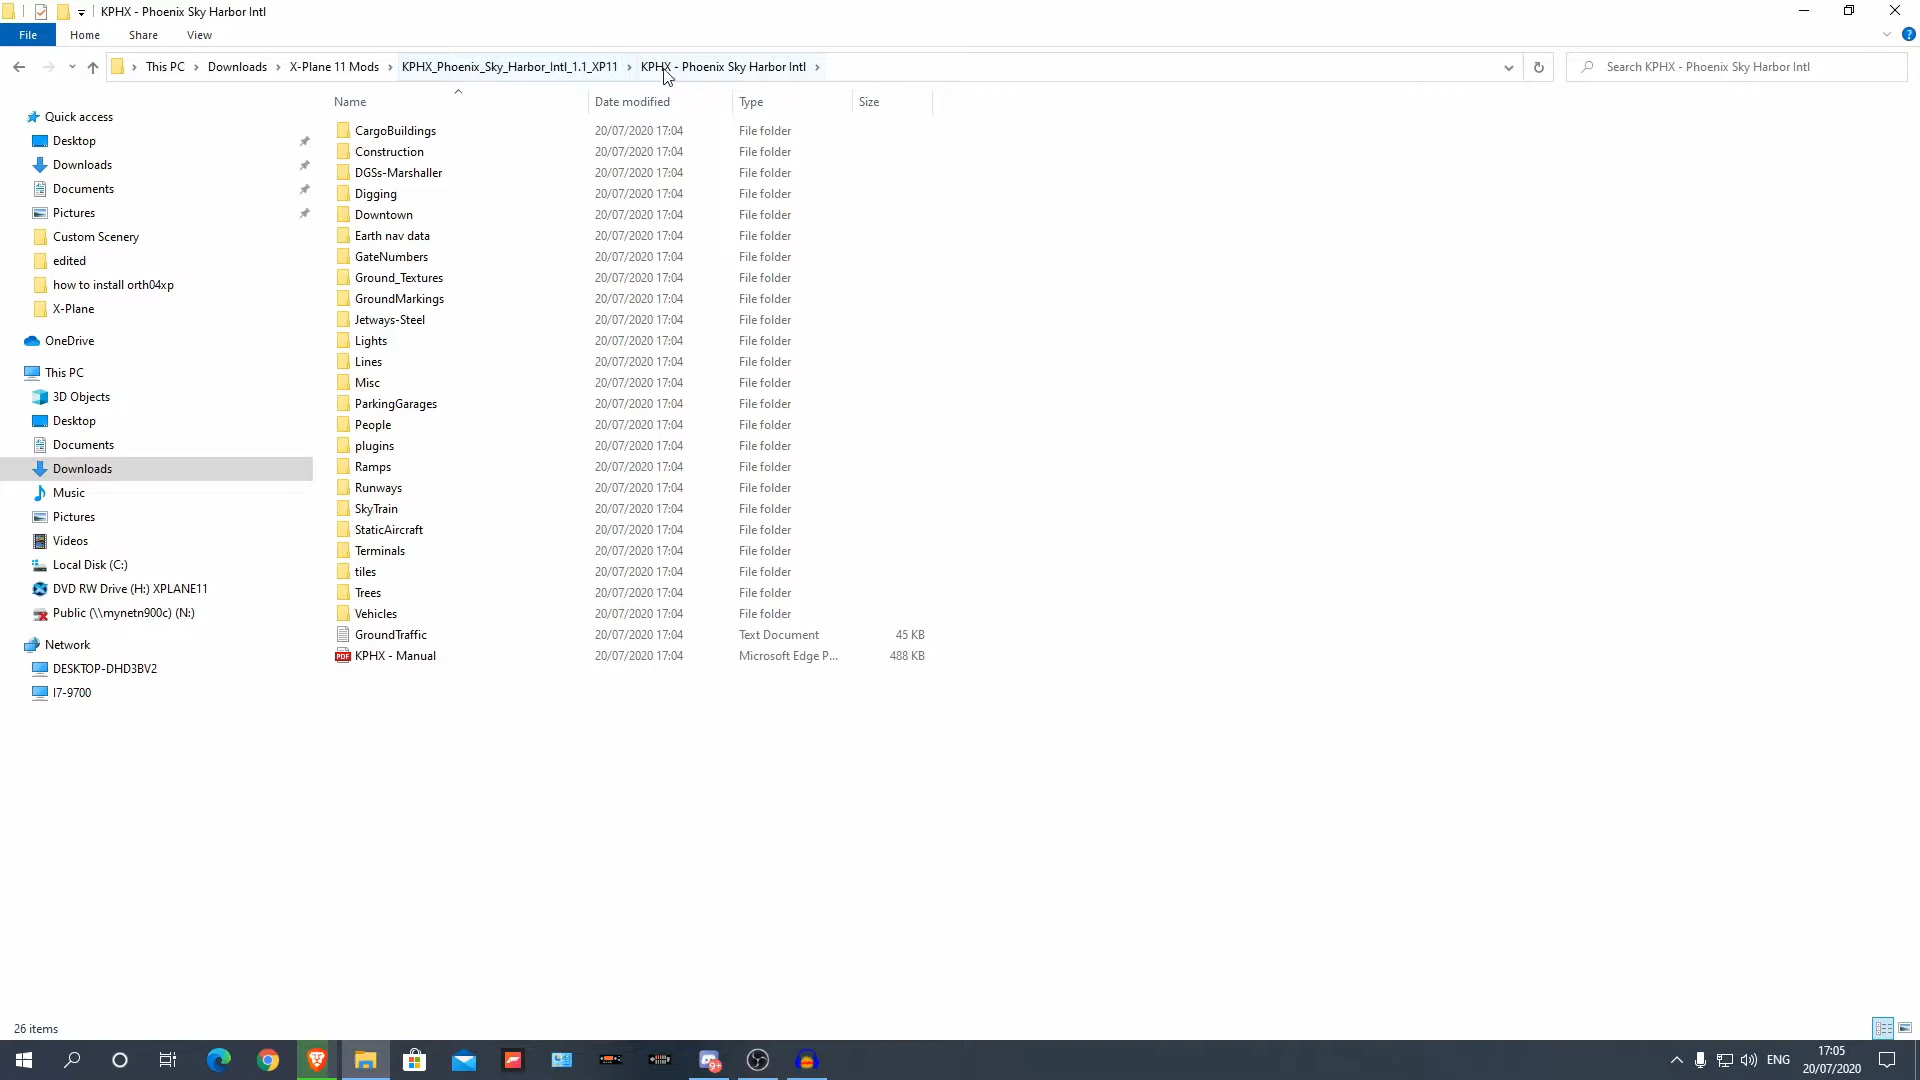 KPHX - Phoenix Sky Harbor Intl
File Home Share View
This PC Downloads X-Plane 11 Mods KPHX_Phoenix_Sky_Harbor_Intl_1.1_XP11 KPHX - Phoenix Sky Harbor Intl Search KPHX - Phoenix Sky Harbor Intl
Name Date modified Type Size
Quick access
Desktop
Downloads
Documents
Pictures
Custom Scenery
edited
how to install orth04xp
X-Plane
OneDrive
This PC
3D Objects
Desktop
Documents
Downloads
Music
Pictures
Videos
Local Disk (C:)
DVD RW Drive (H:) XPLANE11
Public (\\mynetn900c) (N:)
Network
DESKTOP-DHD3BV2
I7-9700
CargoBuildings 20/07/2020 17:04 File folder
Construction 20/07/2020 17:04 File folder
DGSs-Marshaller 20/07/2020 17:04 File folder
Digging 20/07/2020 17:04 File folder
Downtown 20/07/2020 17:04 File folder
Earth nav data 20/07/2020 17:04 File folder
GateNumbers 20/07/2020 17:04 File folder
Ground_Textures 20/07/2020 17:04 File folder
GroundMarkings 20/07/2020 17:04 File folder
Jetways-Steel 20/07/2020 17:04 File folder
Lights 20/07/2020 17:04 File folder
Lines 20/07/2020 17:04 File folder
Misc 20/07/2020 17:04 File folder
ParkingGarages 20/07/2020 17:04 File folder
People 20/07/2020 17:04 File folder
plugins 20/07/2020 17:04 File folder
Ramps 20/07/2020 17:04 File folder
Runways 20/07/2020 17:04 File folder
SkyTrain 20/07/2020 17:04 File folder
StaticAircraft 20/07/2020 17:04 File folder
Terminals 20/07/2020 17:04 File folder
tiles 20/07/2020 17:04 File folder
Trees 20/07/2020 17:04 File folder
Vehicles 20/07/2020 17:04 File folder
GroundTraffic 20/07/2020 17:04 Text Document 45 KB
KPHX - Manual 20/07/2020 17:04 Microsoft Edge P... 488 KB
26 items
ENG
17:05
20/07/2020